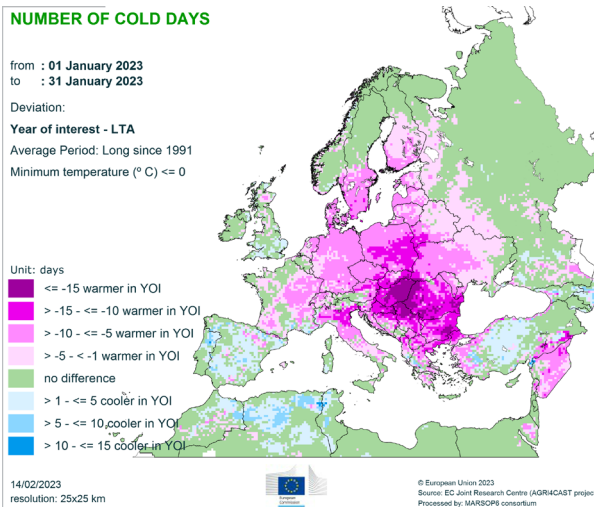 NUMBER OF COLD DAYS
from : 01 January 2023
to : 31 January 2023
Deviation:
Year of interest - LTA
Average Period: Long since 1991
Minimum temperature (º C) <= 0
Unit: days
<= -15 warmer in YOI
> -15 - <= -10 warmer in YOI
> -10 - <= -5 warmer in YOI
> -5 - < -1 warmer in YOI
no difference
> 1 - <= 5 cooler in YOI
> 5 - <= 10 cooler in YOI
> 10 - <= 15 cooler in YOI
14/02/2023
resolution: 25x25 km
European
Commission
© European Union 2023
Source: EC Joint Research Centre (AGRI4CAST projec
Processed by: MARSOP6 consortium